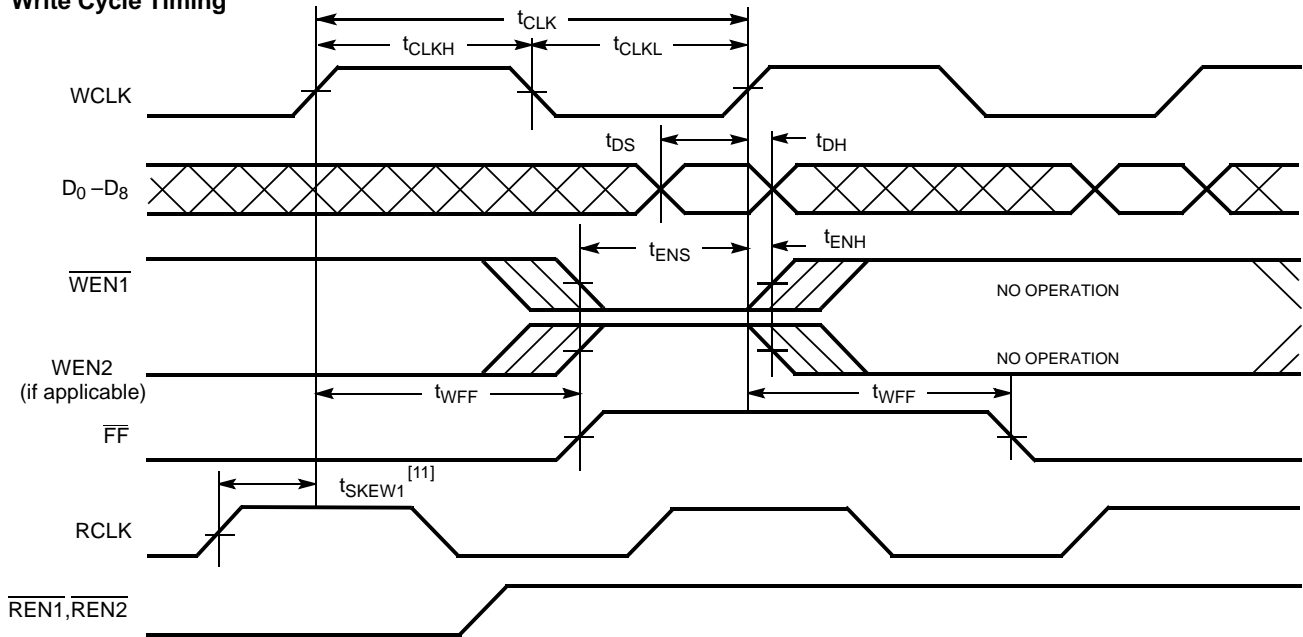 Write Cycle Timing
tCLK
tCLKH
tCLKL
WCLK
tDS
tDH
D0 –D8
tENS
tENH
WEN1
NO OPERATION
WEN2
(if applicable)
NO OPERATION
tWFF
tWFF
FF
tSKEW1 [11]
RCLK
REN1,REN2